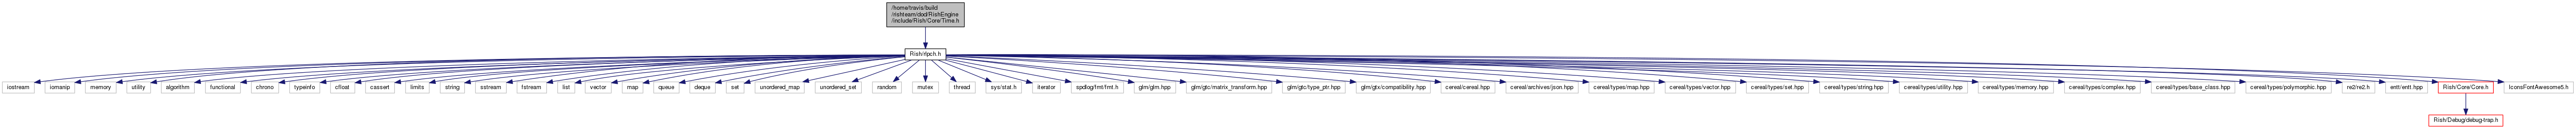 /home/travis/build
/rishteam/dod/RishEngine
/include/Rish/Core/Time.h
Rish/rlpch.h
iostream
iomanip
memory
utility
algorithm
functional
chrono
typeinfo
cfloat
cassert
limits
string
sstream
fstream
list
vector
map
queue
deque
set
unordered_map
unordered_set
random
mutex
thread
sys/stat.h
iterator
spdlog/fmt/fmt.h
glm/glm.hpp
glm/gtc/matrix_transform.hpp
glm/gtc/type_ptr.hpp
glm/gtx/compatibility.hpp
cereal/cereal.hpp
cereal/archives/json.hpp
cereal/types/map.hpp
cereal/types/vector.hpp
cereal/types/set.hpp
cereal/types/string.hpp
cereal/types/utility.hpp
cereal/types/memory.hpp
cereal/types/complex.hpp
cereal/types/base_class.hpp
cereal/types/polymorphic.hpp
re2/re2.h
entt/entt.hpp
Rish/Core/Core.h
IconsFontAwesome5.h
Rish/Debug/debug-trap.h